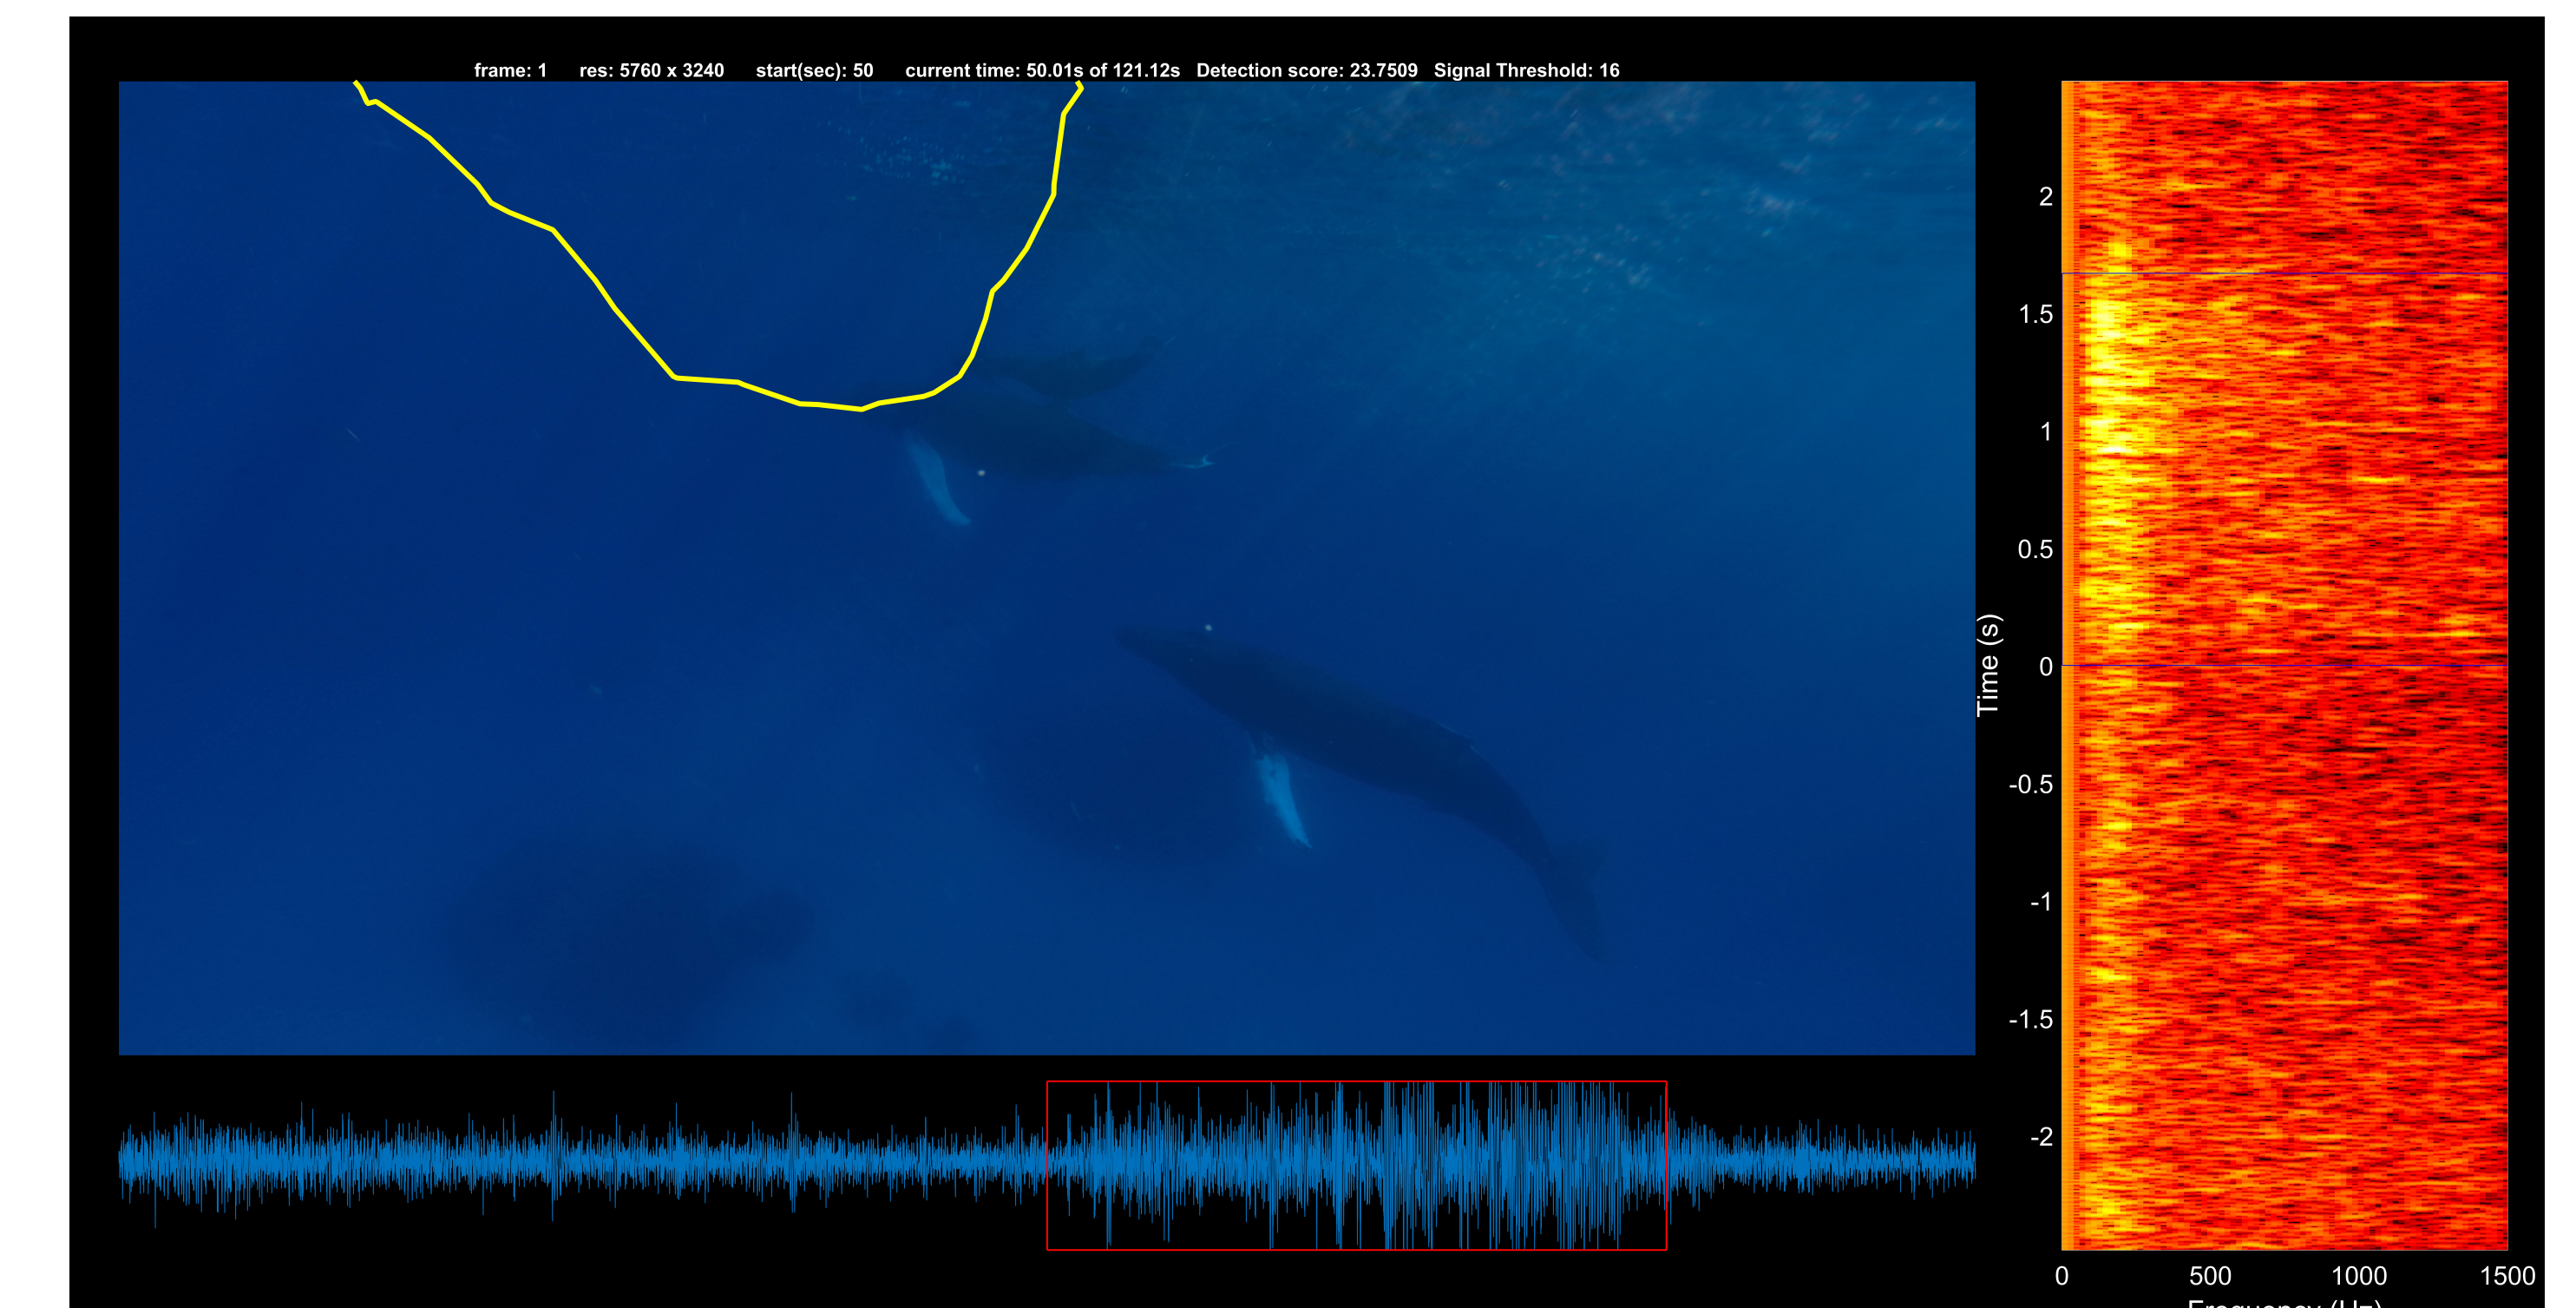 frame: 1 res: 5760 x 3240 start(sec): 50 current time: 50.01s of 121.12s Detection score: 23.7509 Signal Threshold: 16
2
1.5
1
0.5
0
-0.5
-1
-1.5
-2
Time (s)
0 500 1000 1500
Frequency (Hz)